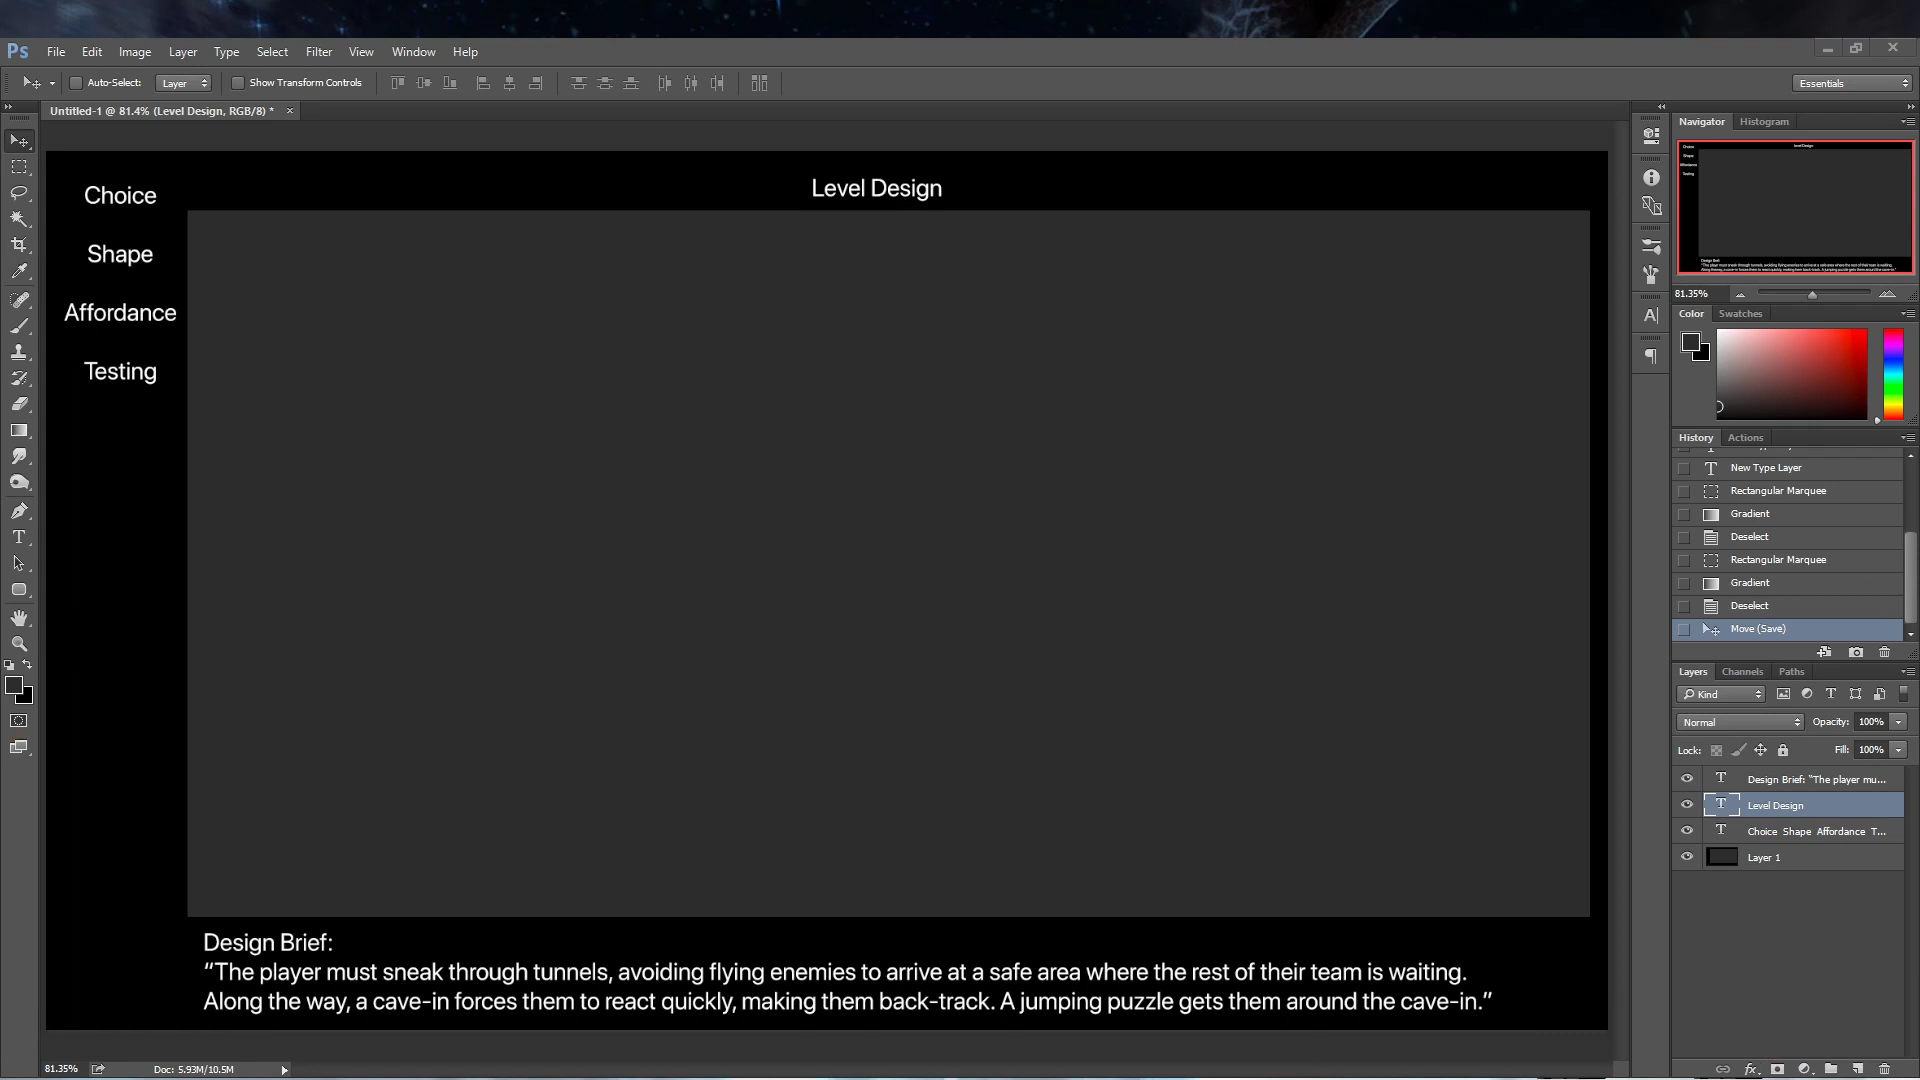 Ps File Edit Image Layer Type Select Filter View Window Help
Auto-Select: Layer Show Transform Controls Essentials
Untitled-1 @ 81.4% (Level Design, RGB/8) *
Navigator Histogram
81.35%
Color Swatches
History Actions
New Type Layer
Rectangular Marquee
Gradient
Deselect
Rectangular Marquee
Gradient
Deselect
Move (Save)
Layers Channels Paths
Kind
Normal Opacity: 100%
Lock: Fill: 100%
Design Brief: “The player mu...
Level Design
Choice Shape Affordance T...
Layer 1
Level Design
Choice
Shape
Affordance
Testing
Design Brief:
“The player must sneak through tunnels, avoiding flying enemies to arrive at a safe area where the rest of their team is waiting.
Along the way, a cave-in forces them to react quickly, making them back-track. A jumping puzzle gets them around the cave-in.”
81.35% Doc: 5.93M/10.5M